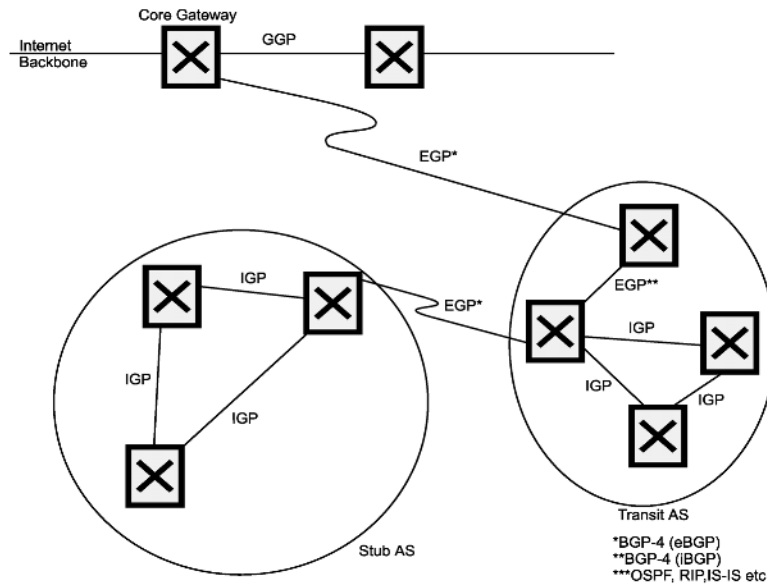 Core Gateway
Internet
Backbone
GGP
EGP*
IGP
EGP*
EGP**
IGP
IGP
IGP
IGP
IGP
Transit AS
Stub AS
*BGP-4 (eBGP)
**BGP-4 (iBGP)
***OSPF, RIP,IS-IS etc